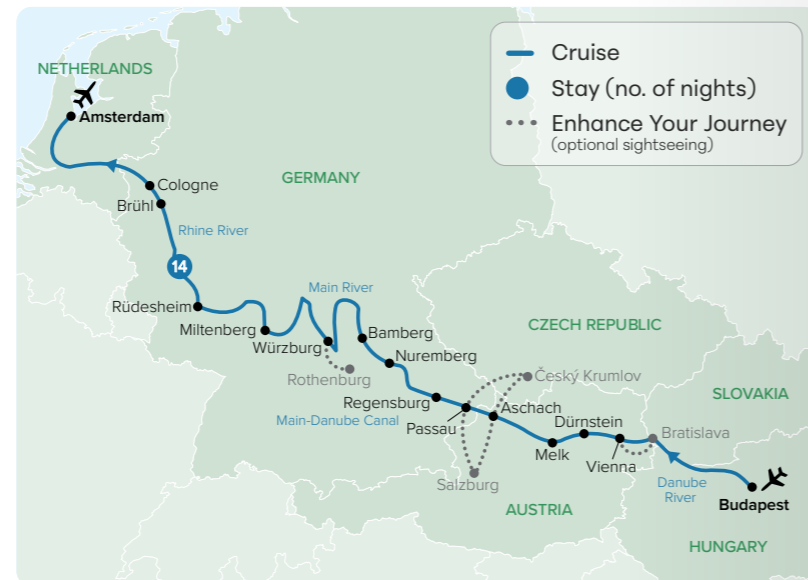 Cruise
Stay (no. of nights)
Enhance Your Journey
(optional sightseeing)
NETHERLANDS
Amsterdam
GERMANY
Cologne
Brühl
Rhine River
14
Main River
Rüdesheim
Miltenberg
Würzburg
Bamberg
Nuremberg
Rothenburg
CZECH REPUBLIC
Český Krumlov
SLOVAKIA
Regensburg
Main-Danube Canal
Passau
Aschach
Dürnstein
Bratislava
Melk
Vienna
Salzburg
Danube
River
Budapest
AUSTRIA
HUNGARY